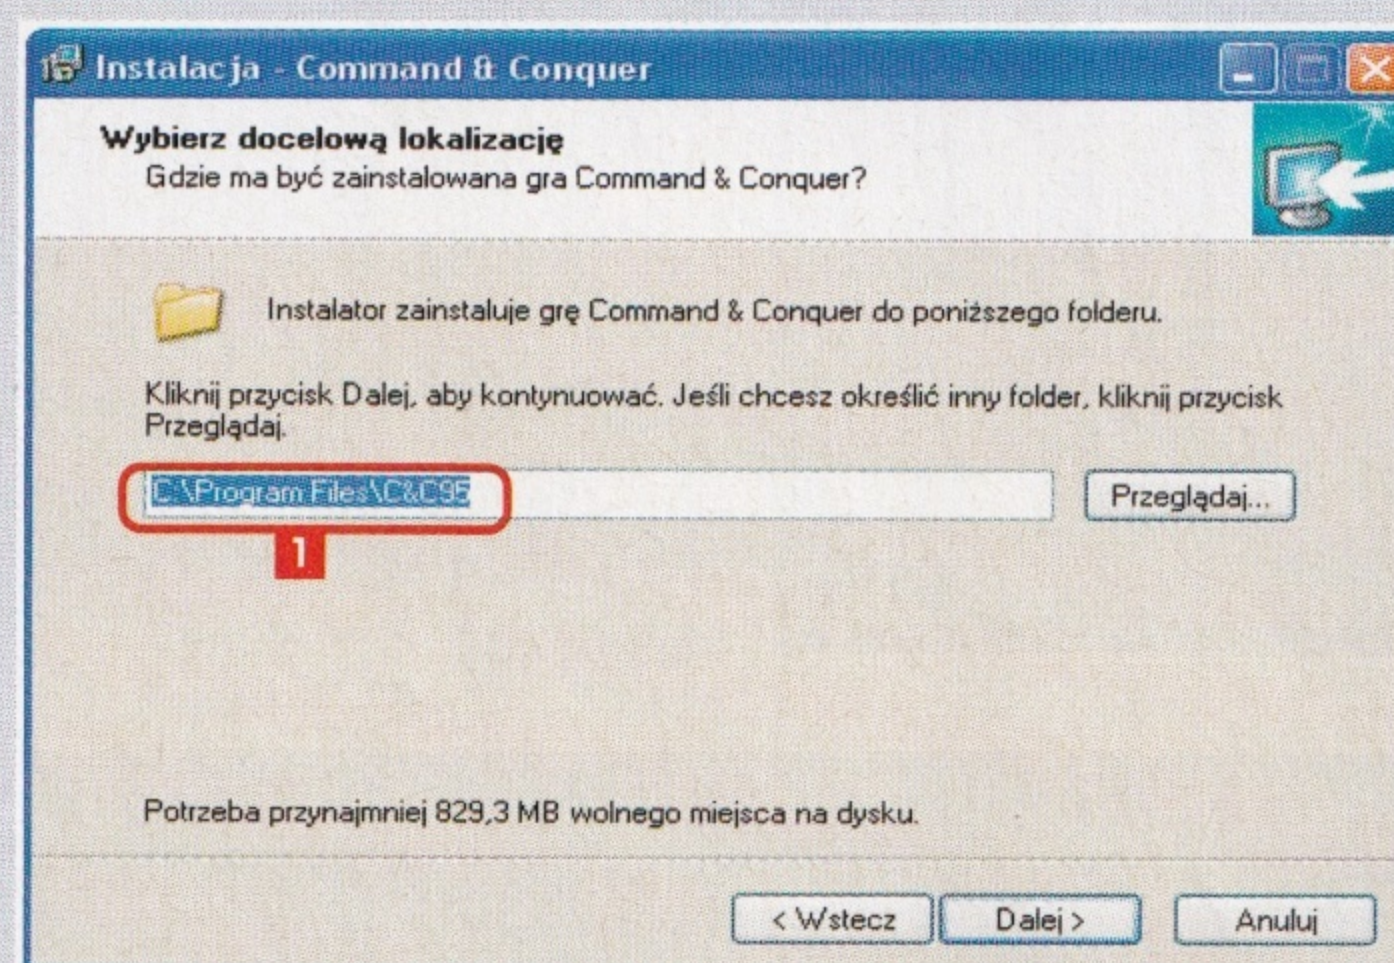 Instalacja - Command & Conquer
Wybierz docelową lokalizację
Gdzie ma być zainstalowana gra Command & Conquer?
Instalator zainstaluje grę Command & Conquer do poniższego folderu.
Kliknij przycisk Dalej, aby kontynuować. Jeśli chcesz określić inny folder, kliknij przycisk
Przeglądaj.
C:\Program Files\C&C95
Przeglądaj...
1
Potrzeba przynajmniej 829,3 MB wolnego miejsca na dysku.
< Wstecz
Dalej >
Anuluj